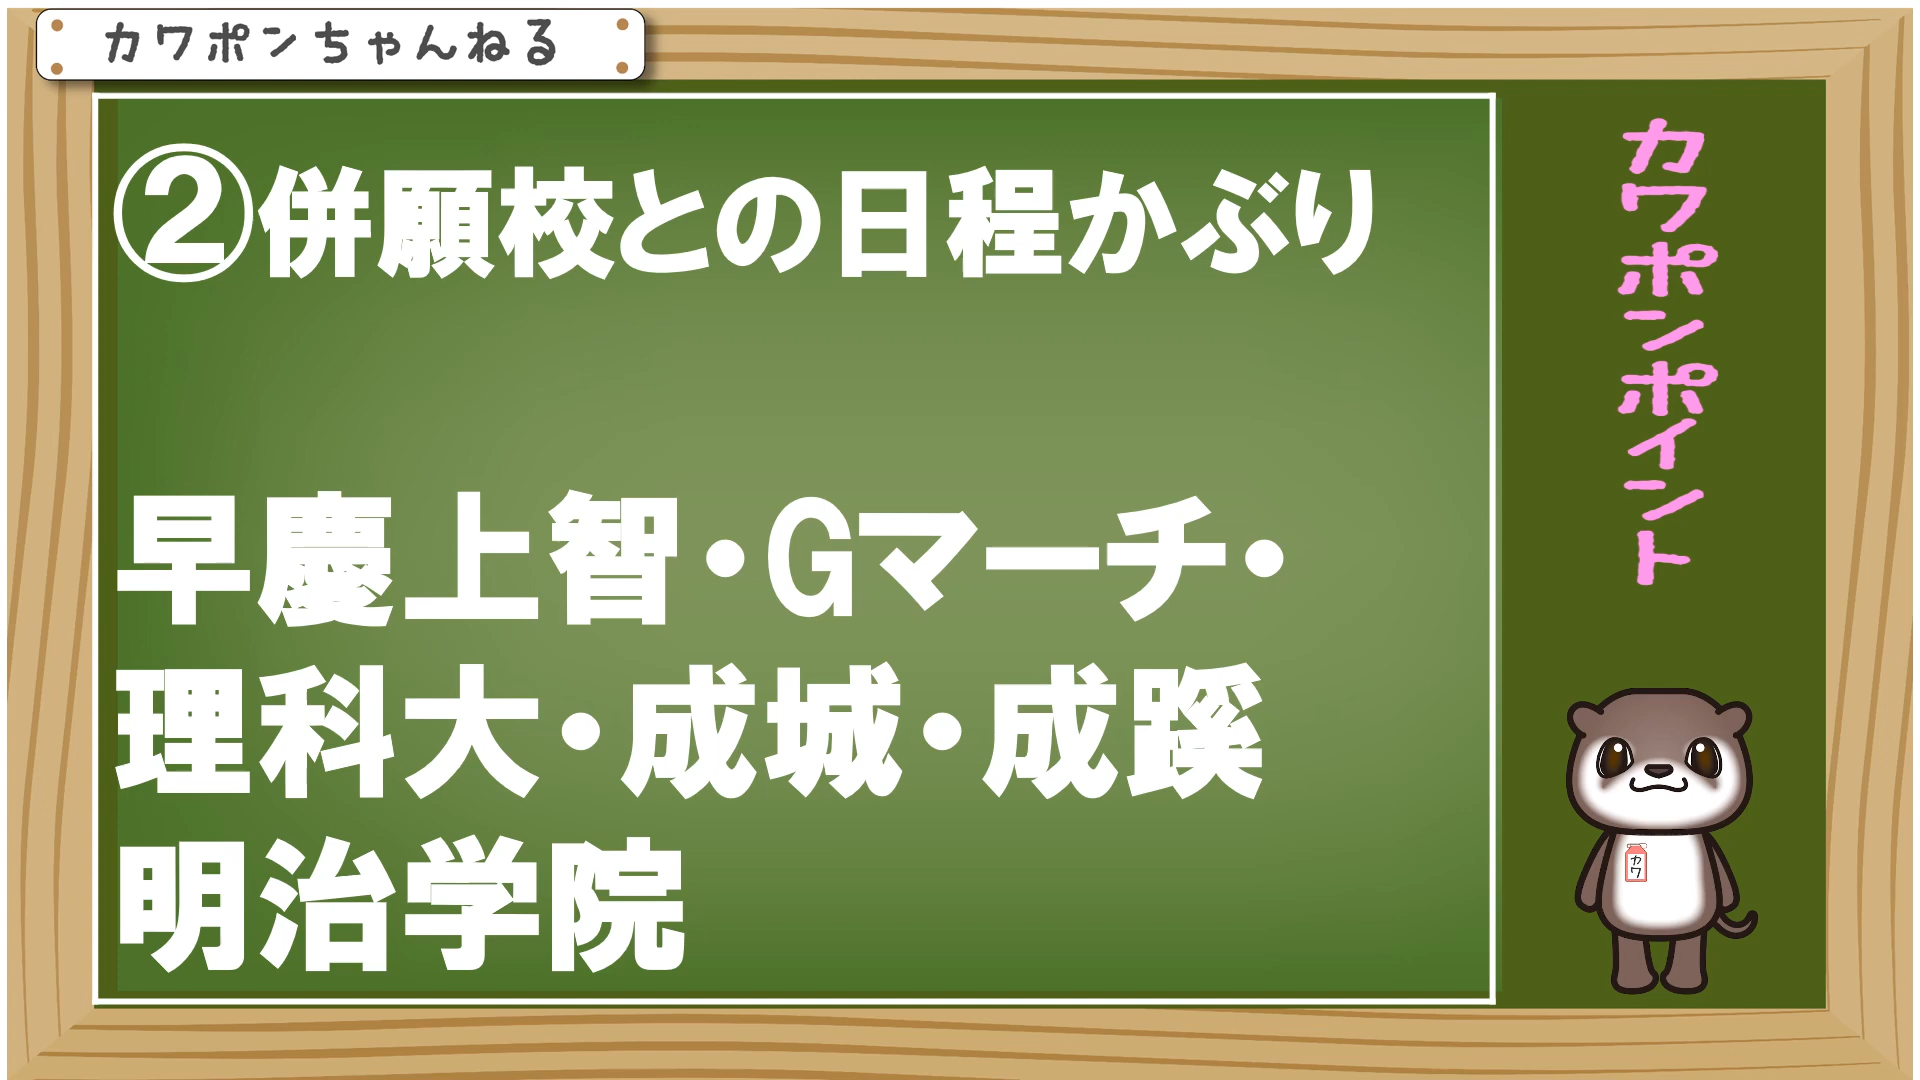 カワポンちゃんねる
②併願校との日程かぶり
早慶上智・Gマーチ・
理科大・成城・成蹊
明治学院
カワポンポイント
カワ